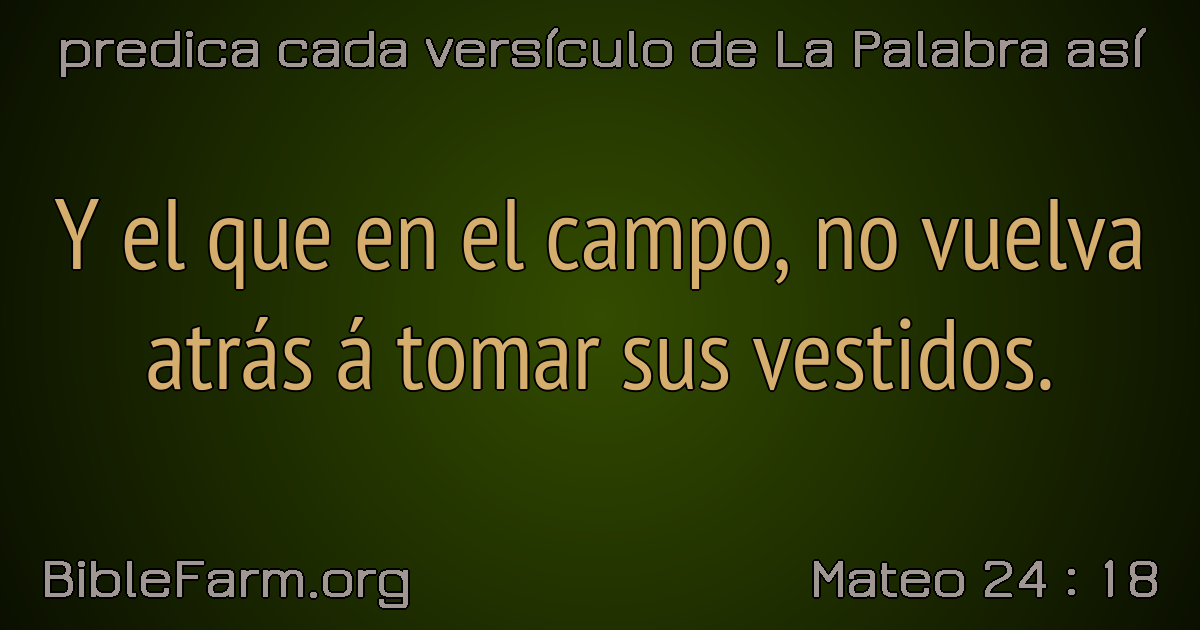 predica cada versículo de La Palabra así
Y el que en el campo, no vuelva
atrás á tomar sus vestidos.
BibleFarm.org
Mateo 24 : 18